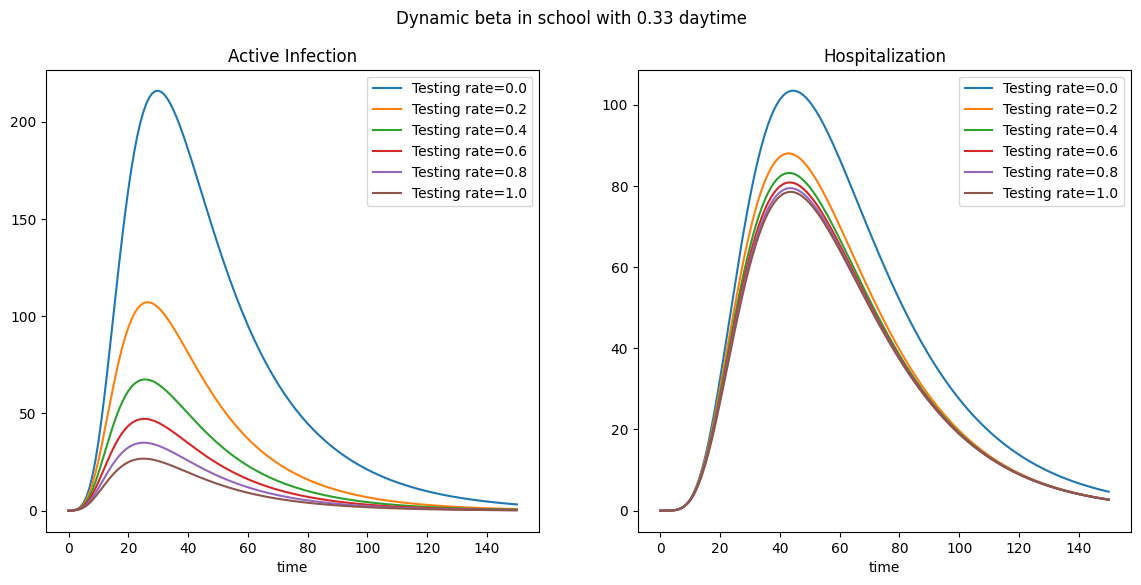 Dynamic beta in school with 0.33 daytime
Active Infection
200
150
100
50
0
0 20 40 60 80 100 120 140
time
Testing rate=0.0
Testing rate=0.2
Testing rate=0.4
Testing rate=0.6
Testing rate=0.8
Testing rate=1.0
Hospitalization
100
80
60
40
20
0
0 20 40 60 80 100 120 140
time
Testing rate=0.0
Testing rate=0.2
Testing rate=0.4
Testing rate=0.6
Testing rate=0.8
Testing rate=1.0